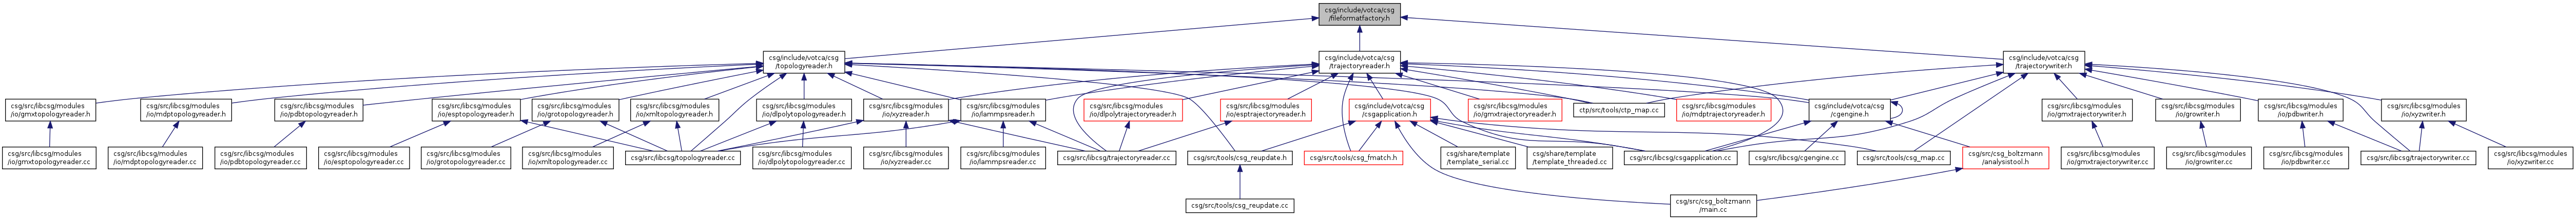 csg/include/votca/csg
/fileformatfactory.h
csg/include/votca/csg
/topologyreader.h
csg/include/votca/csg
/trajectoryreader.h
csg/include/votca/csg
/trajectorywriter.h
csg/src/libcsg/modules
/io/gmxtopologyreader.h
csg/src/libcsg/modules
/io/mdptopologyreader.h
csg/src/libcsg/modules
/io/pdbtopologyreader.h
csg/src/libcsg/modules
/io/esptopologyreader.h
csg/src/libcsg/modules
/io/grotopologyreader.h
csg/src/libcsg/modules
/io/xmltopologyreader.h
csg/src/libcsg/modules
/io/dlpolytopologyreader.h
csg/src/libcsg/modules
/io/xyzreader.h
csg/src/libcsg/modules
/io/lammpsreader.h
csg/src/libcsg/modules
/io/dlpolytrajectoryreader.h
csg/src/libcsg/modules
/io/esptrajectoryreader.h
csg/include/votca/csg
/csgapplication.h
csg/src/libcsg/modules
/io/gmxtrajectoryreader.h
ctp/src/tools/ctp_map.cc
csg/src/libcsg/modules
/io/mdptrajectoryreader.h
csg/include/votca/csg
/cgengine.h
csg/src/libcsg/modules
/io/gmxtrajectorywriter.h
csg/src/libcsg/modules
/io/growriter.h
csg/src/libcsg/modules
/io/pdbwriter.h
csg/src/libcsg/modules
/io/xyzwriter.h
csg/src/libcsg/modules
/io/gmxtopologyreader.cc
csg/src/libcsg/modules
/io/mdptopologyreader.cc
csg/src/libcsg/modules
/io/pdbtopologyreader.cc
csg/src/libcsg/modules
/io/esptopologyreader.cc
csg/src/libcsg/modules
/io/grotopologyreader.cc
csg/src/libcsg/modules
/io/xmltopologyreader.cc
csg/src/libcsg/topologyreader.cc
csg/src/libcsg/modules
/io/dlpolytopologyreader.cc
csg/src/libcsg/modules
/io/xyzreader.cc
csg/src/libcsg/modules
/io/lammpsreader.cc
csg/src/libcsg/trajectoryreader.cc
csg/src/tools/csg_reupdate.h
csg/src/tools/csg_fmatch.h
csg/share/template
/template_serial.cc
csg/share/template
/template_threaded.cc
csg/src/libcsg/csgapplication.cc
csg/src/libcsg/cgengine.cc
csg/src/tools/csg_map.cc
csg/src/csg_boltzmann
/analysistool.h
csg/src/libcsg/modules
/io/gmxtrajectorywriter.cc
csg/src/libcsg/modules
/io/growriter.cc
csg/src/libcsg/modules
/io/pdbwriter.cc
csg/src/libcsg/trajectorywriter.cc
csg/src/libcsg/modules
/io/xyzwriter.cc
csg/src/tools/csg_reupdate.cc
csg/src/csg_boltzmann
/main.cc